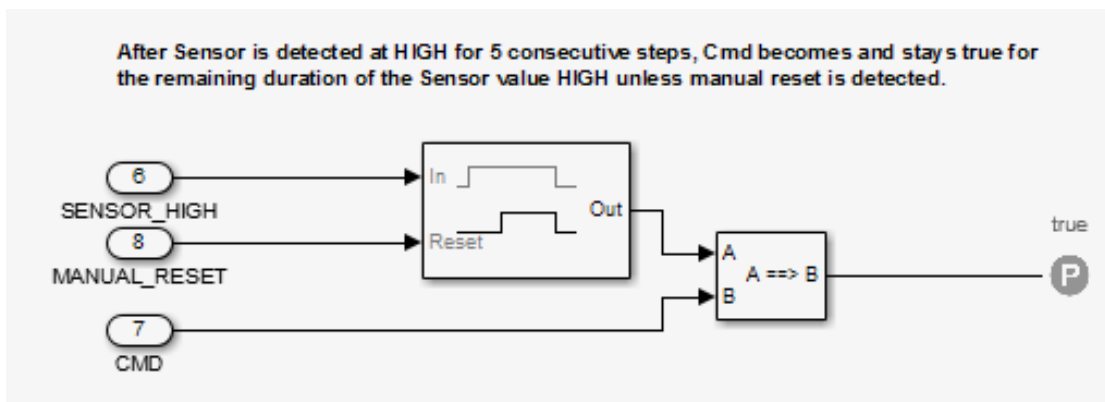 After Sensor is detected at HIGH for 5 consecutive steps, Cmd becomes and stays true for
the remaining duration of the Sensor value HIGH unless manual reset is detected.
6
SENSOR_HIGH
8
MANUAL_RESET
7
CMD
In
Reset
Out
A
B
A ==> B
true
P